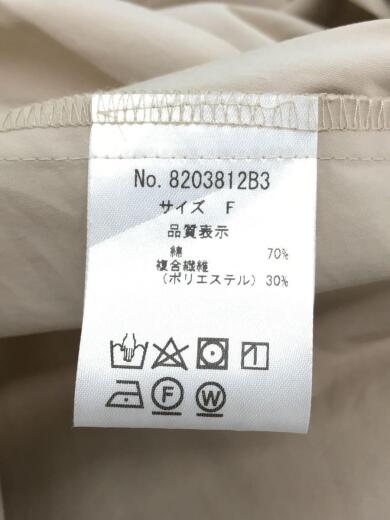 No. 8203812B3
サイズ F
品質表示
綿 70%
複合繊維
(ポリエステル) 30%
F W